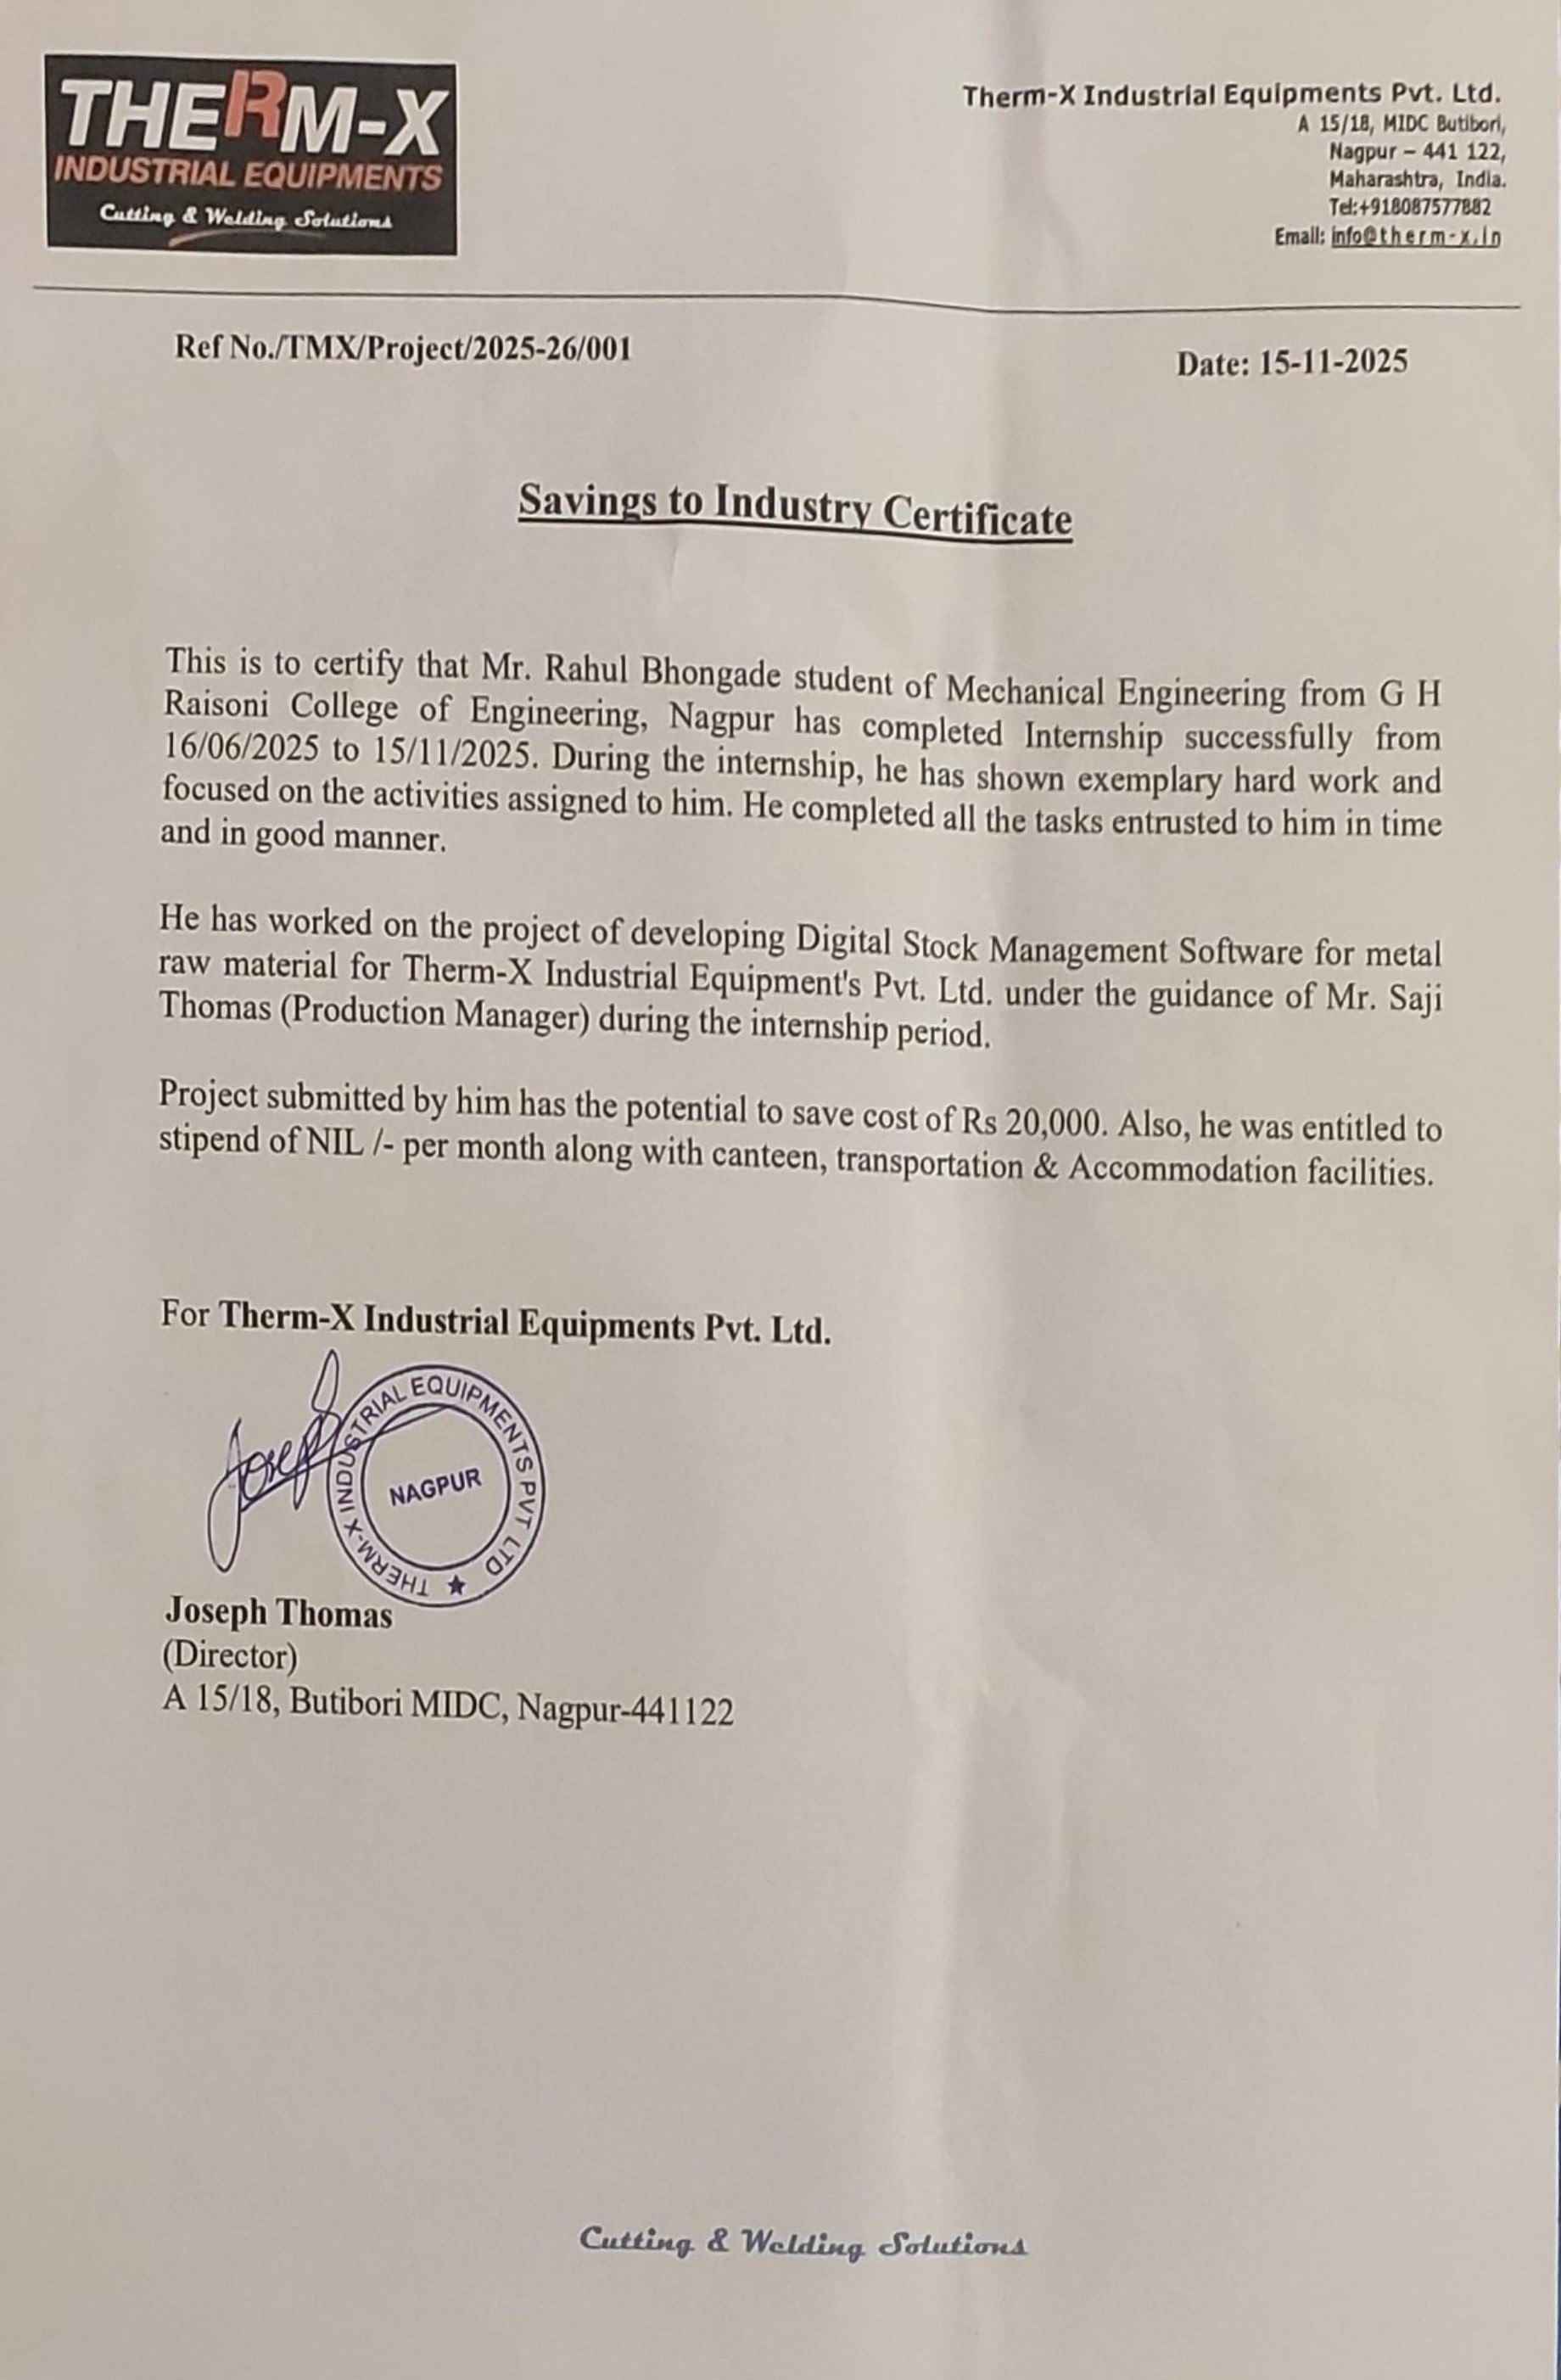 THERM-X
INDUSTRIAL EQUIPMENTS
Cutting & Welding Solutions
Therm-X Industrial Equipments Pvt. Ltd.
A 15/18, MIDC Butibori,
Nagpur – 441 122,
Maharashtra, India.
Tel:+918087577882
Email: info@therm-x.in
Ref No./TMX/Project/2025-26/001
Date: 15-11-2025
Savings to Industry Certificate
This is to certify that Mr. Rahul Bhongade student of Mechanical Engineering from G H
Raisoni College of Engineering, Nagpur has completed Internship successfully from
16/06/2025 to 15/11/2025. During the internship, he has shown exemplary hard work and
focused on the activities assigned to him. He completed all the tasks entrusted to him in time
and in good manner.
He has worked on the project of developing Digital Stock Management Software for metal
raw material for Therm-X Industrial Equipment's Pvt. Ltd. under the guidance of Mr. Saji
Thomas (Production Manager) during the internship period.
Project submitted by him has the potential to save cost of Rs 20,000. Also, he was entitled to
stipend of NIL /- per month along with canteen, transportation & Accommodation facilities.
For Therm-X Industrial Equipments Pvt. Ltd.
Joseph
THERM-X INDUSTRIAL EQUIPMENTS PVT LTD ★
NAGPUR
Joseph Thomas
(Director)
A 15/18, Butibori MIDC, Nagpur-441122
Cutting & Welding Solutions